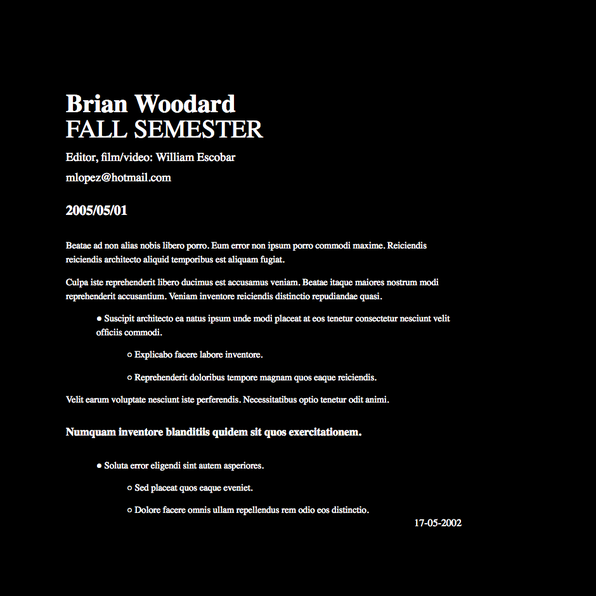 Brian Woodard
FALL SEMESTER
Editor, film/video: William Escobar
mlopez@hotmail.com
2005/05/01
Beatae ad non alias nobis libero porro. Eum error non ipsum porro commodi maxime. Reiciendis
reiciendis architecto aliquid temporibus est aliquam fugiat.
Culpa iste reprehenderit libero ducimus est accusamus veniam. Beatae itaque maiores nostrum modi
reprehenderit accusantium. Veniam inventore reiciendis distinctio repudiandae quasi.
● Suscipit architecto ea natus ipsum unde modi placeat at eos tenetur consectetur nesciunt velit
officiis commodi.
○ Explicabo facere labore inventore.
○ Reprehenderit doloribus tempore magnam quos eaque reiciendis.
Velit earum voluptate nesciunt iste perferendis. Necessitatibus optio tenetur odit animi.
Numquam inventore blanditiis quidem sit quos exercitationem.
● Soluta error eligendi sint autem asperiores.
○ Sed placeat quos eaque eveniet.
○ Dolore facere omnis ullam repellendus rem odio eos distinctio.
17-05-2002